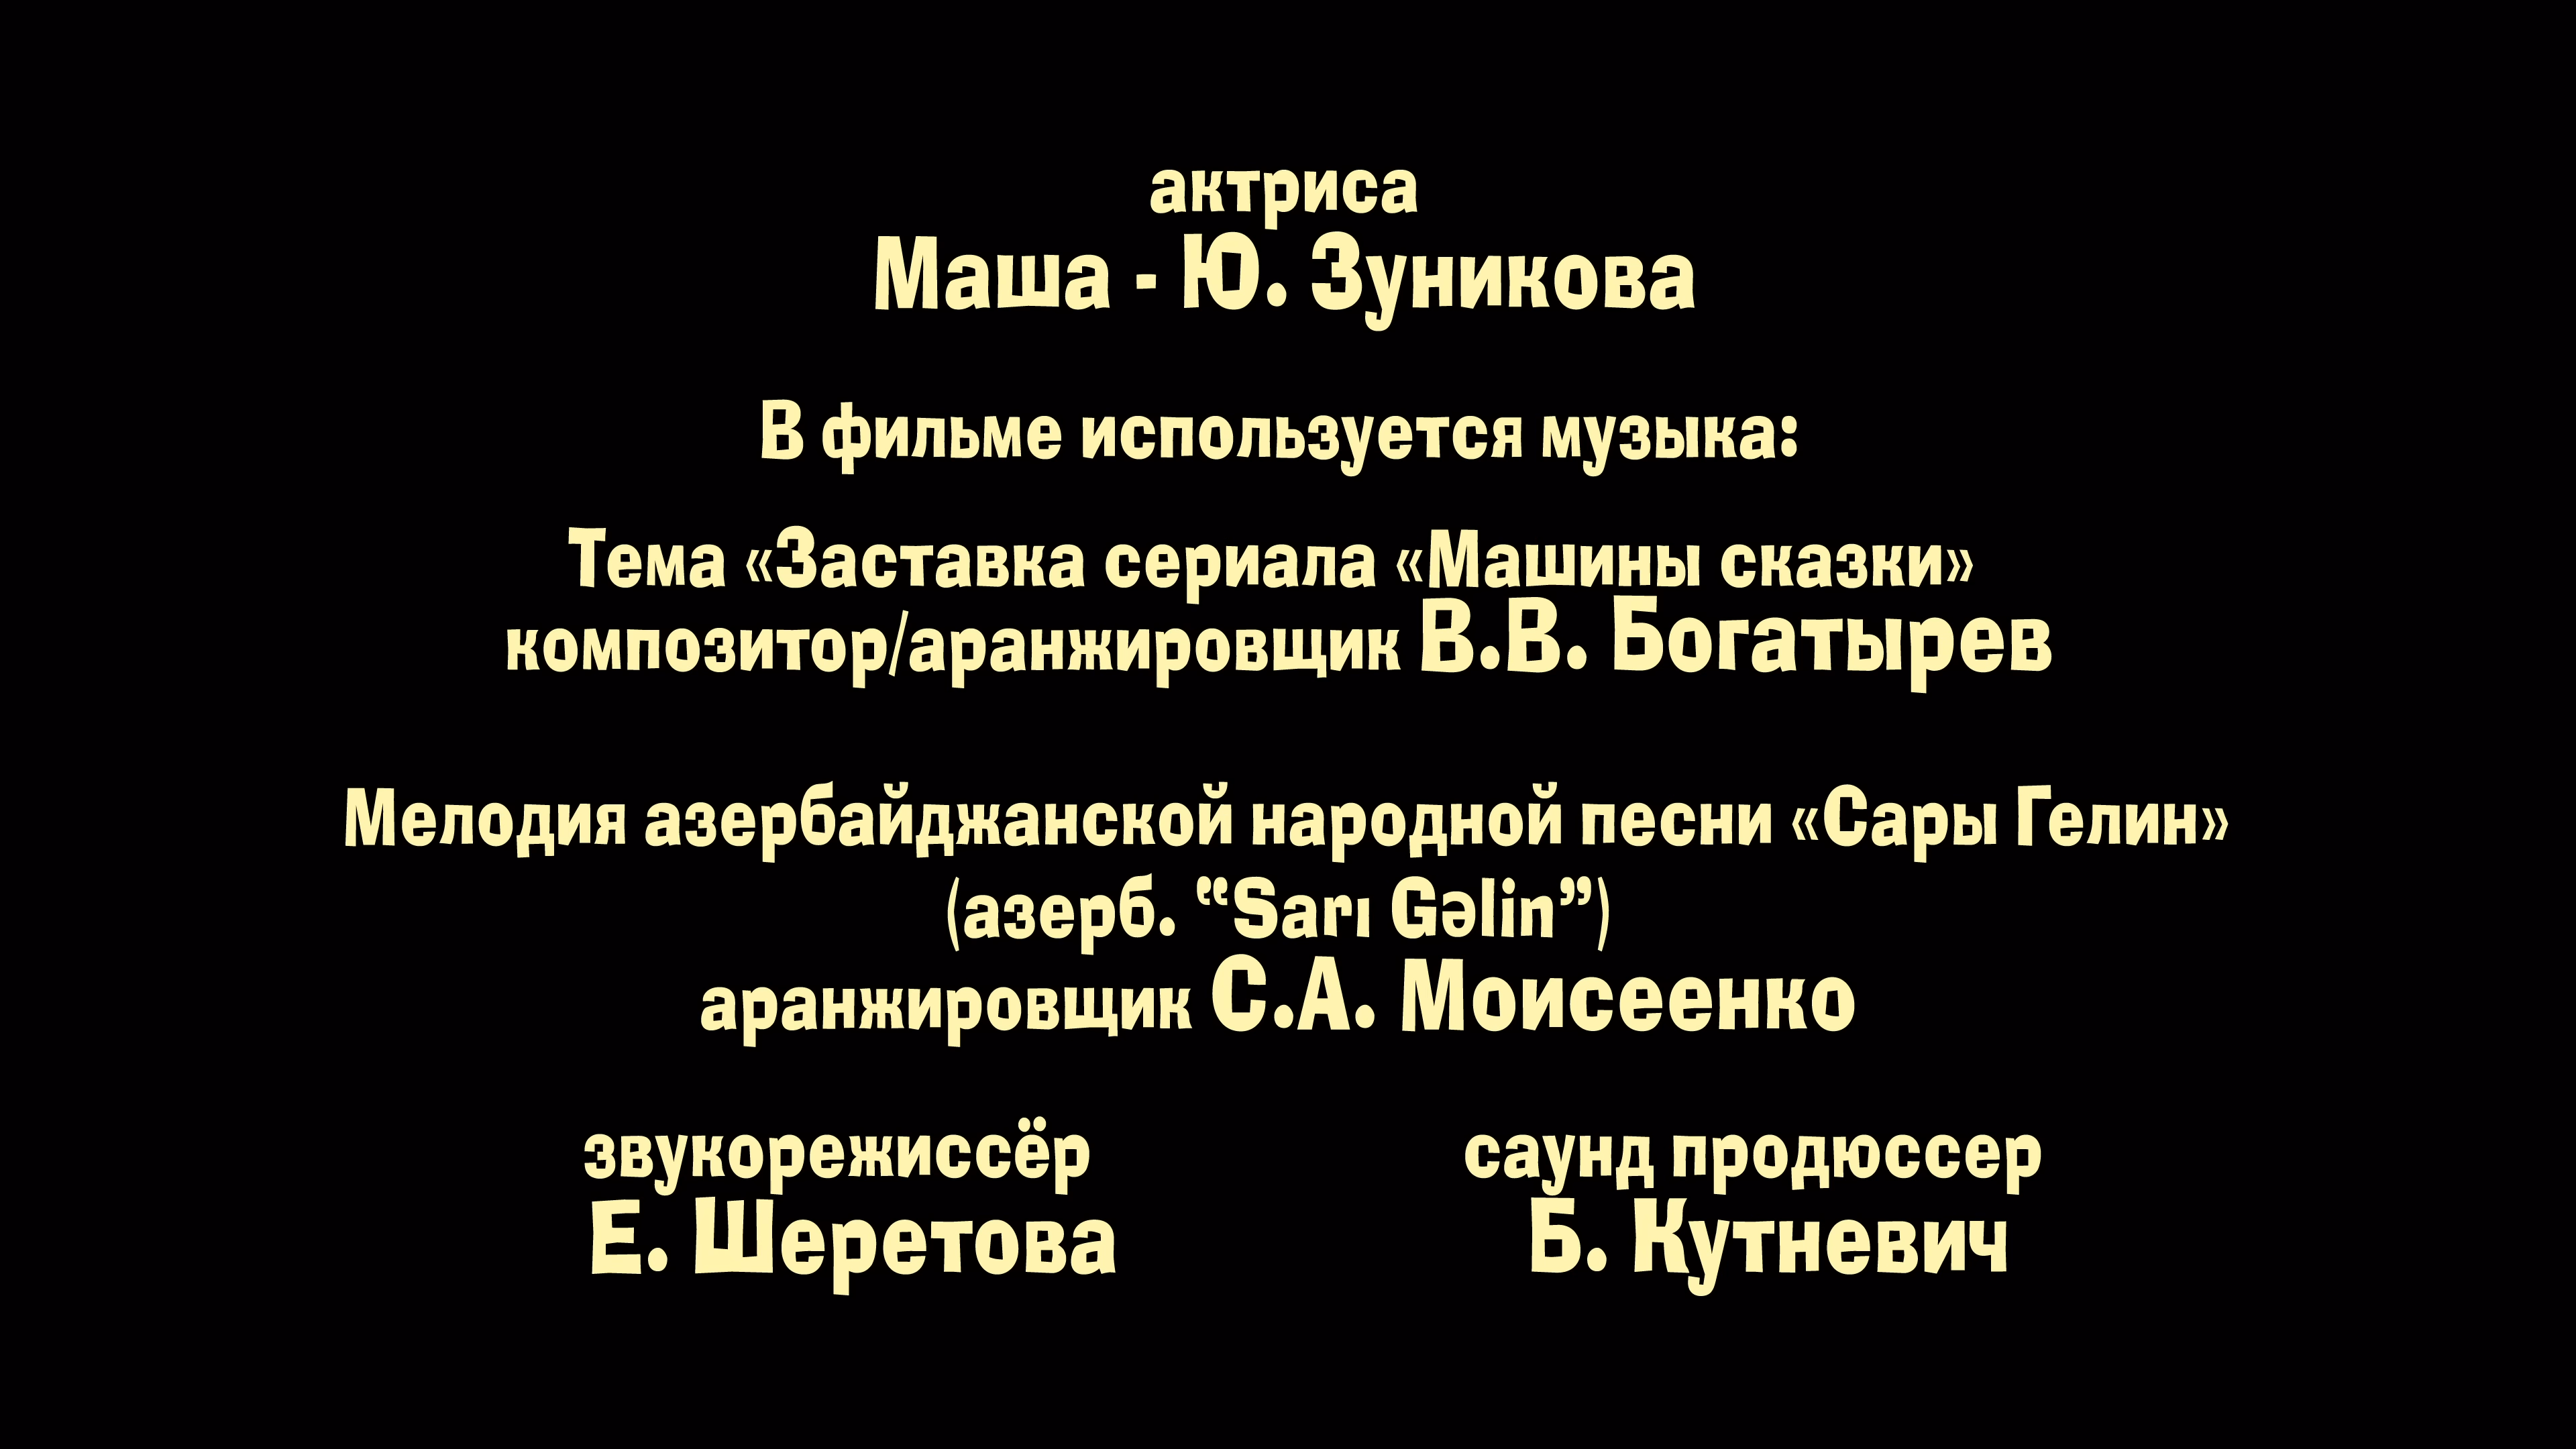 актриса
Маша - Ю. Зуникова
В фильме используется музыка:
Тема «Заставка сериала «Машины сказки»
композитор/аранжировщик В.В. Богатырев
Мелодия азербайджанской народной песни «Сары Гелин»
(азерб. “Sarı Gəlin”)
аранжировщик С.А. Моисеенко
звукорежиссёр
Е. Шеретова
саунд продюссер
Б. Кутневич